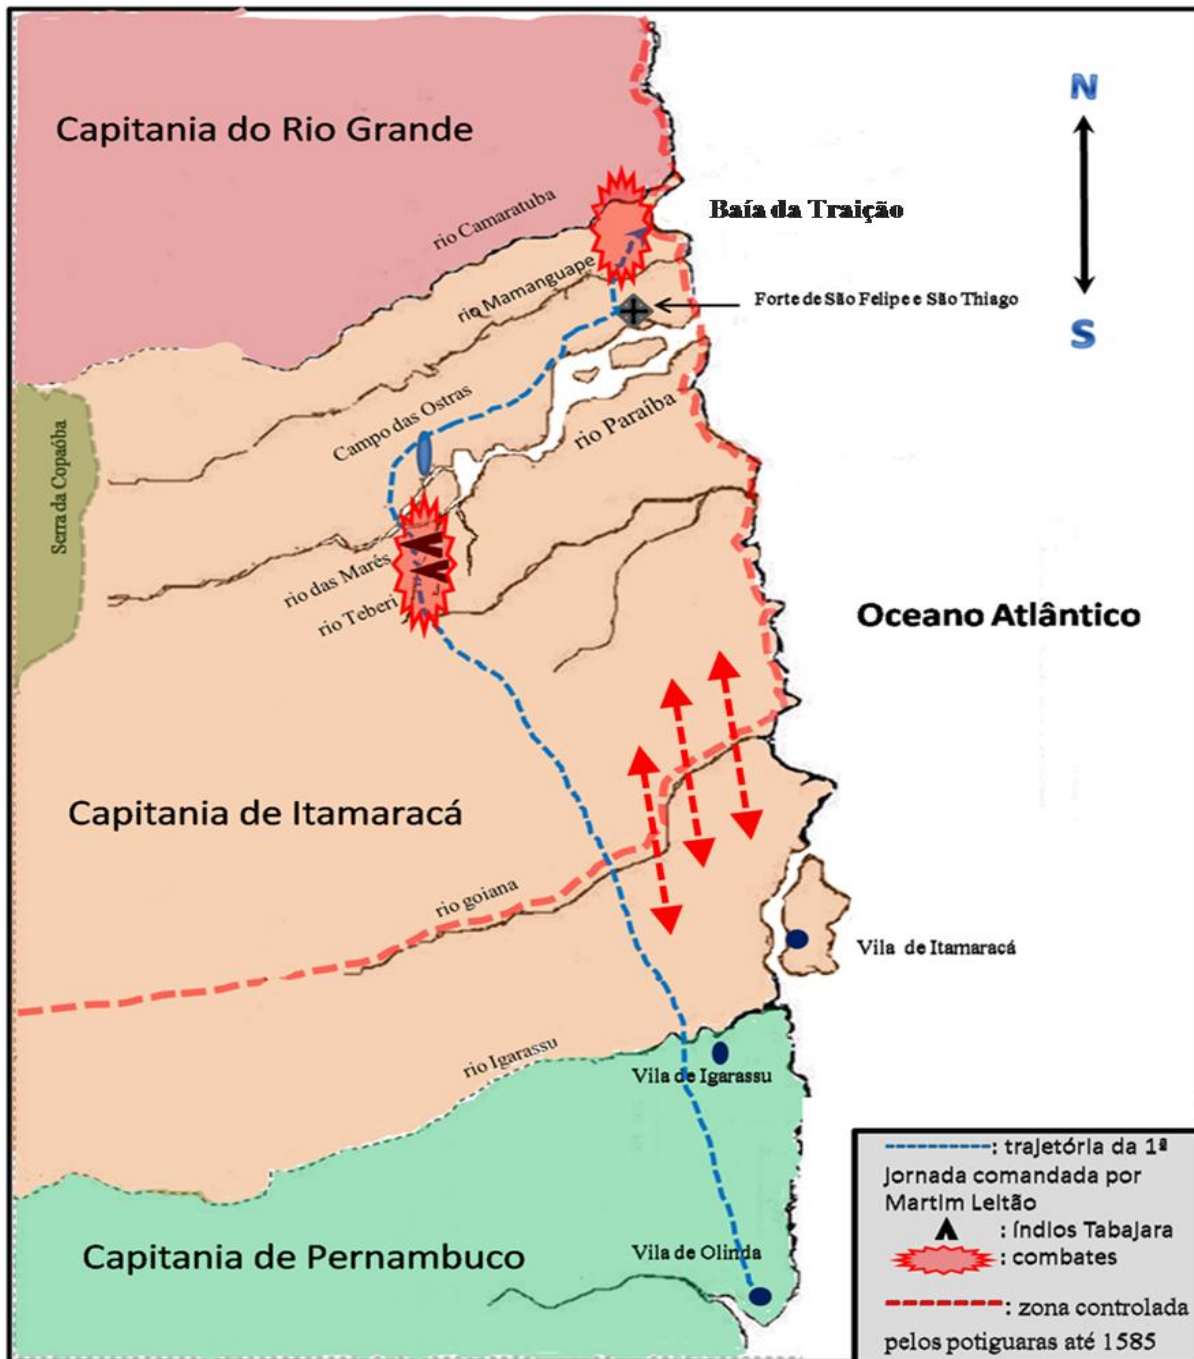 N
Capitania do Rio Grande
rio Camaratuba
Baía da Traição
rio Mamanguape
Forte de São Felipe e São Thiago
S
Campo das Ostras
rio Paraíba
Serra da Copaóba
rio das Marés
rio Teberi
Oceano Atlântico
Capitania de Itamaracá
rio goiana
Vila de Itamaracá
rio Igarassu
Vila de Igarassu
Capitania de Pernambuco
Vila de Olinda
: trajetória da 1ª
Jornada comandada por
Martim Leitão
: índios Tabajara
: combates
: zona controlada
pelos potiguaras até 1585